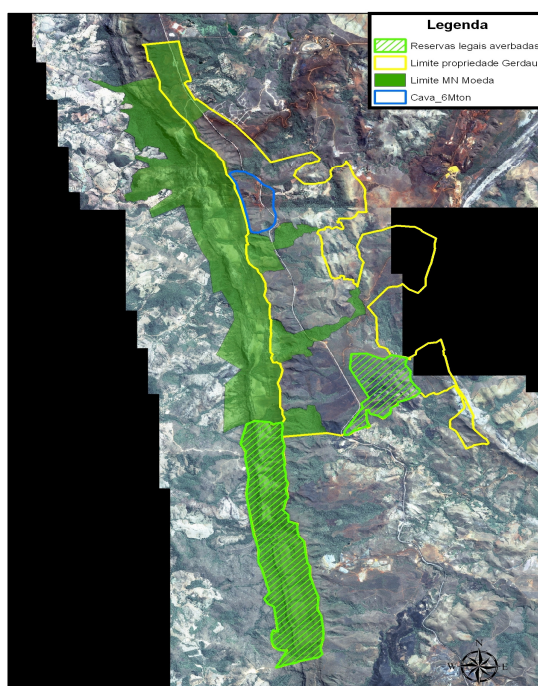 Legenda
Reservas legais averbadas
Limite propriedade Gerdau
Limite MN Moeda
Cava_6Mton
N
W E
S